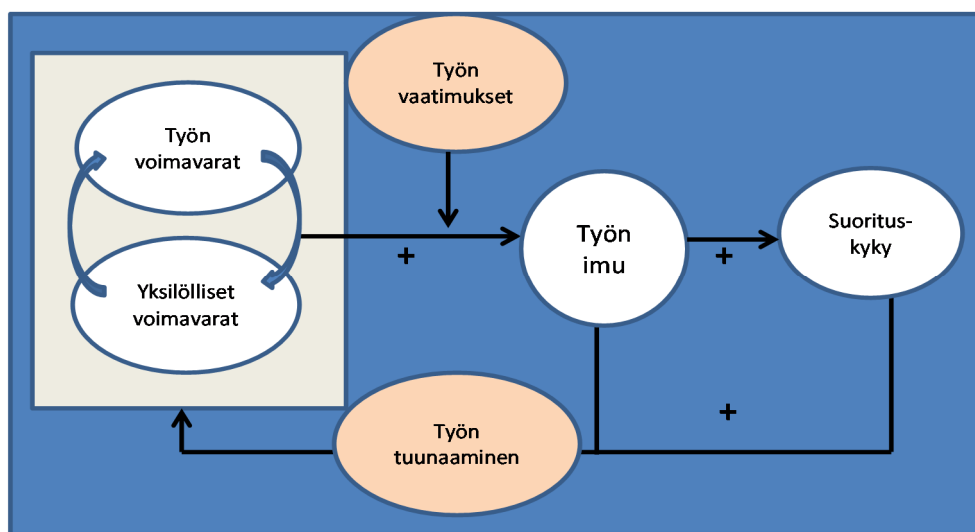 Työn
vaatimukset
Työn
voimavarat
Yksilölliset
voimavarat
+
Työn
imu
+
Suoritus-
kyky
+
Työn
tuunaaminen